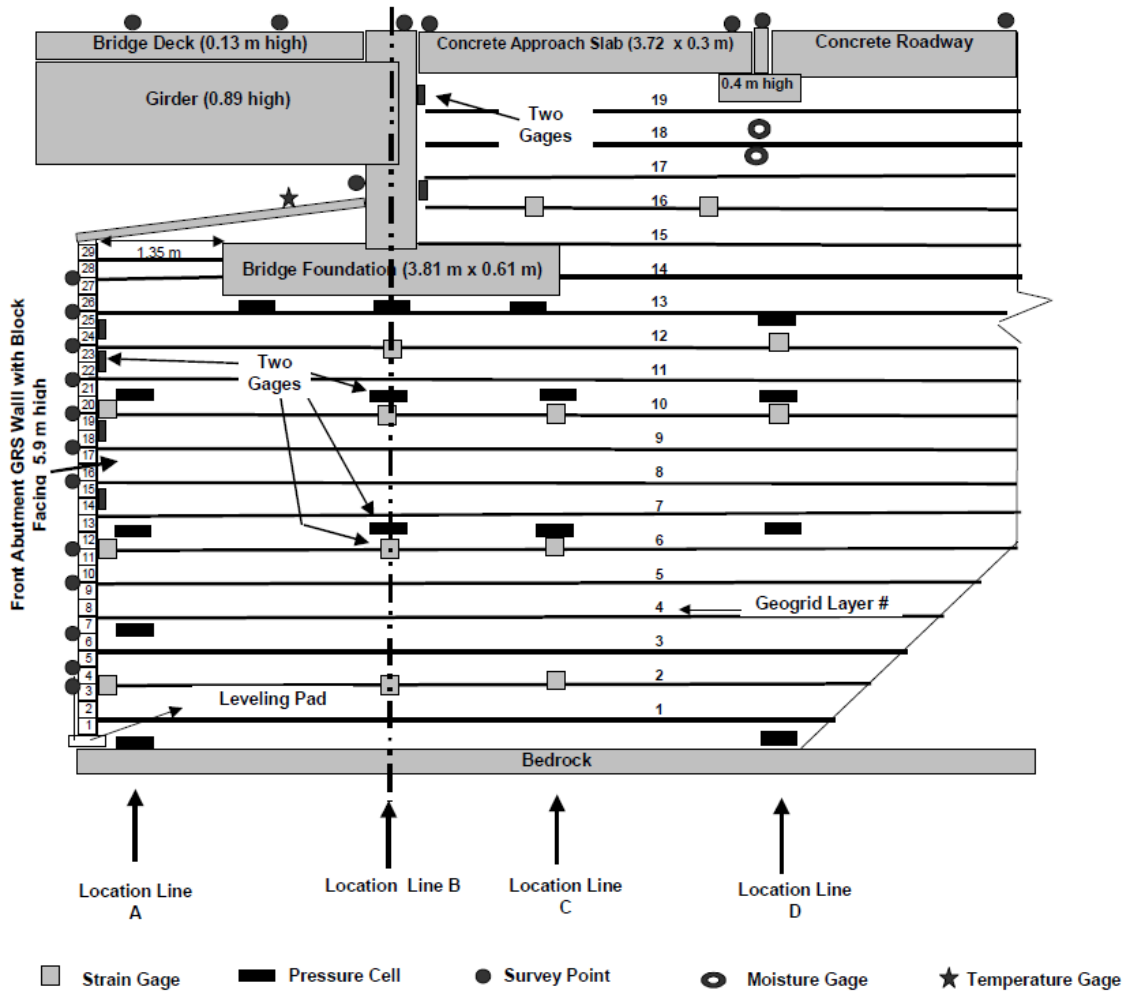 Bridge Deck (0.13 m high)
Concrete Approach Slab (3.72 x 0.3 m)
Concrete Roadway
Girder (0.89 high)
0.4 m high
Two
Gages
19
18
17
16
15
14
13
12
11
10
9
8
7
6
5
4
3
2
1
1.35 m
Bridge Foundation (3.81 m x 0.61 m)
Two
Gages
Front Abutment GRS Walll with Block
Facing 5.9 m high
29
28
27
26
25
24
23
22
21
20
19
18
17
16
15
14
13
12
11
10
9
8
7
6
5
4
3
2
1
Geogrid Layer #
Leveling Pad
Bedrock
Location Line
A
Location Line B
Location Line
C
Location Line
D
Strain Gage
Pressure Cell
Survey Point
Moisture Gage
Temperature Gage